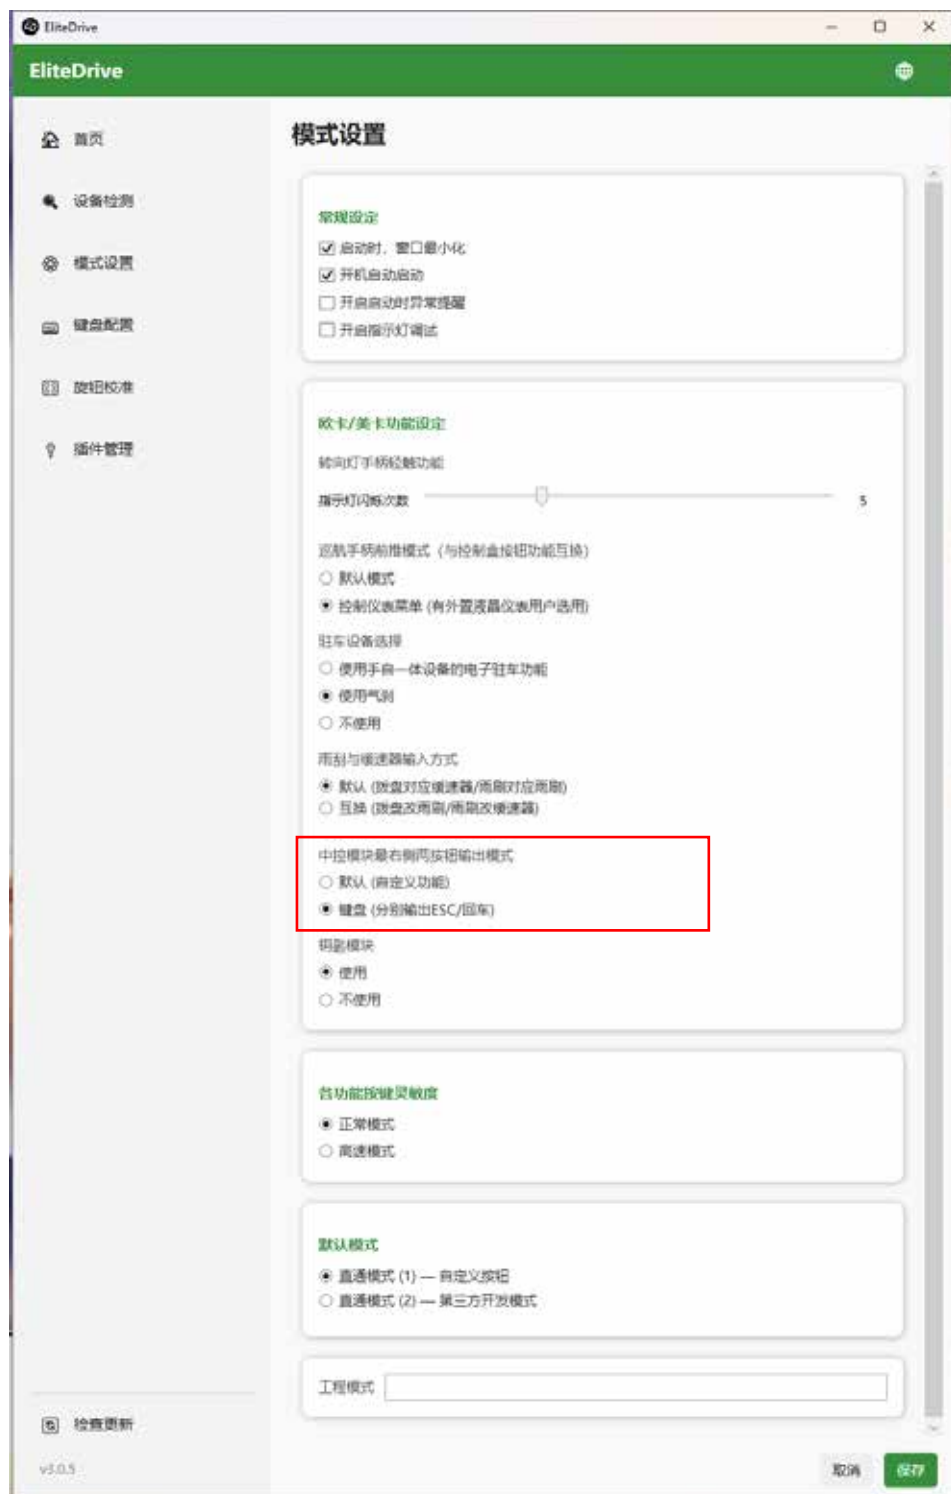 EliteDrive
EliteDrive
首页
设备检测
模式设置
键盘配置
旋钮校准
插件管理
检查更新
v3.0.5
模式设置
常规设定
启动时，窗口最小化
开机自动启动
开启启动时异常提醒
开启指示灯调试
欧卡/美卡功能设定
转向灯手柄轻触功能
指示灯闪烁次数 5
巡航手柄前推模式（与控制盒按钮功能互换）
默认模式
控制仪表菜单 (有外置液晶仪表用户选用)
驻车设备选择
使用手自一体设备的电子驻车功能
使用气刹
不使用
雨刮与缓速器输入方式
默认 (拨盘对应缓速器/雨刷对应雨刷)
互换 (拨盘改雨刷/雨刷改缓速器)
中控模块最右侧两按钮输出模式
默认 (自定义功能)
键盘 (分别输出ESC/回车)
钥匙模块
使用
不使用
各功能按键灵敏度
正常模式
高速模式
默认模式
直通模式 (1) — 自定义按钮
直通模式 (2) — 第三方开发模式
工程模式
取消 保存